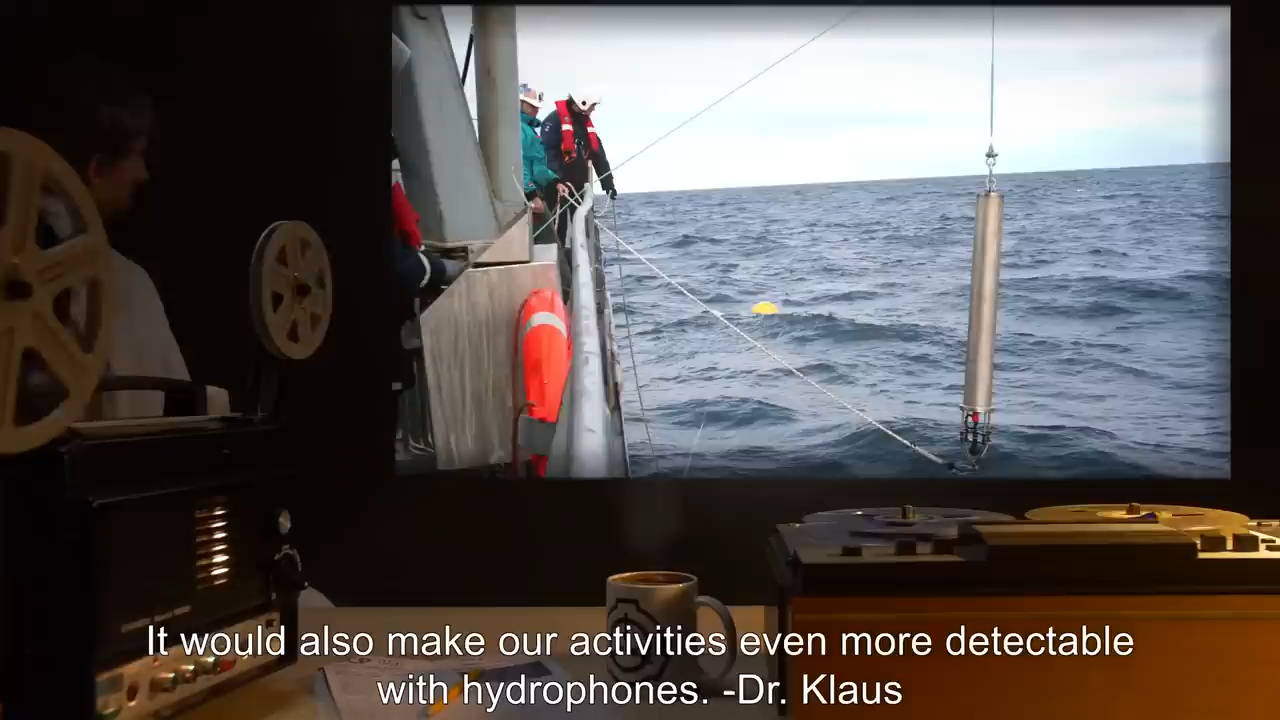 It would also make our activities even more detectable
with hydrophones. -Dr. Klaus